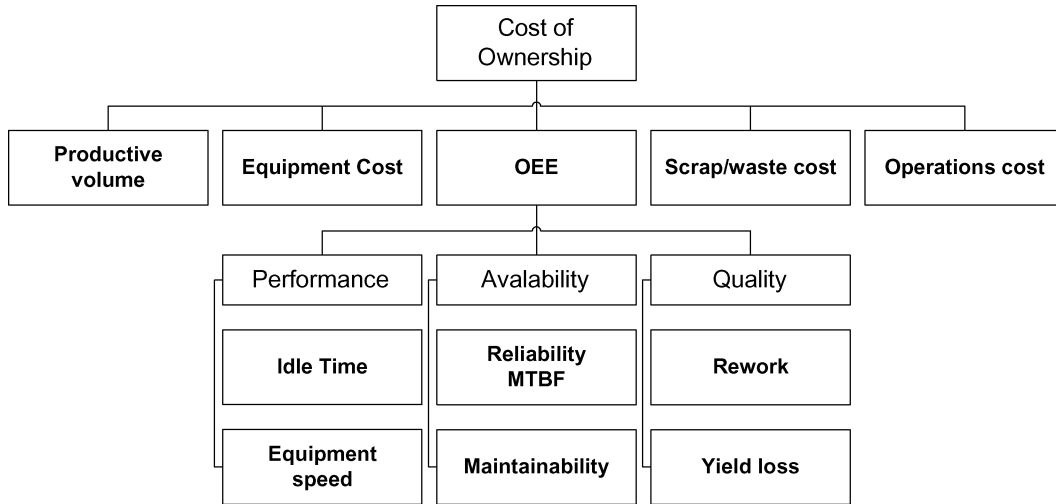 Cost of
Ownership
Productive
volume
Equipment Cost
OEE
Scrap/waste cost
Operations cost
Performance
Avalability
Quality
Idle Time
Reliability
MTBF
Rework
Equipment
speed
Maintainability
Yield loss